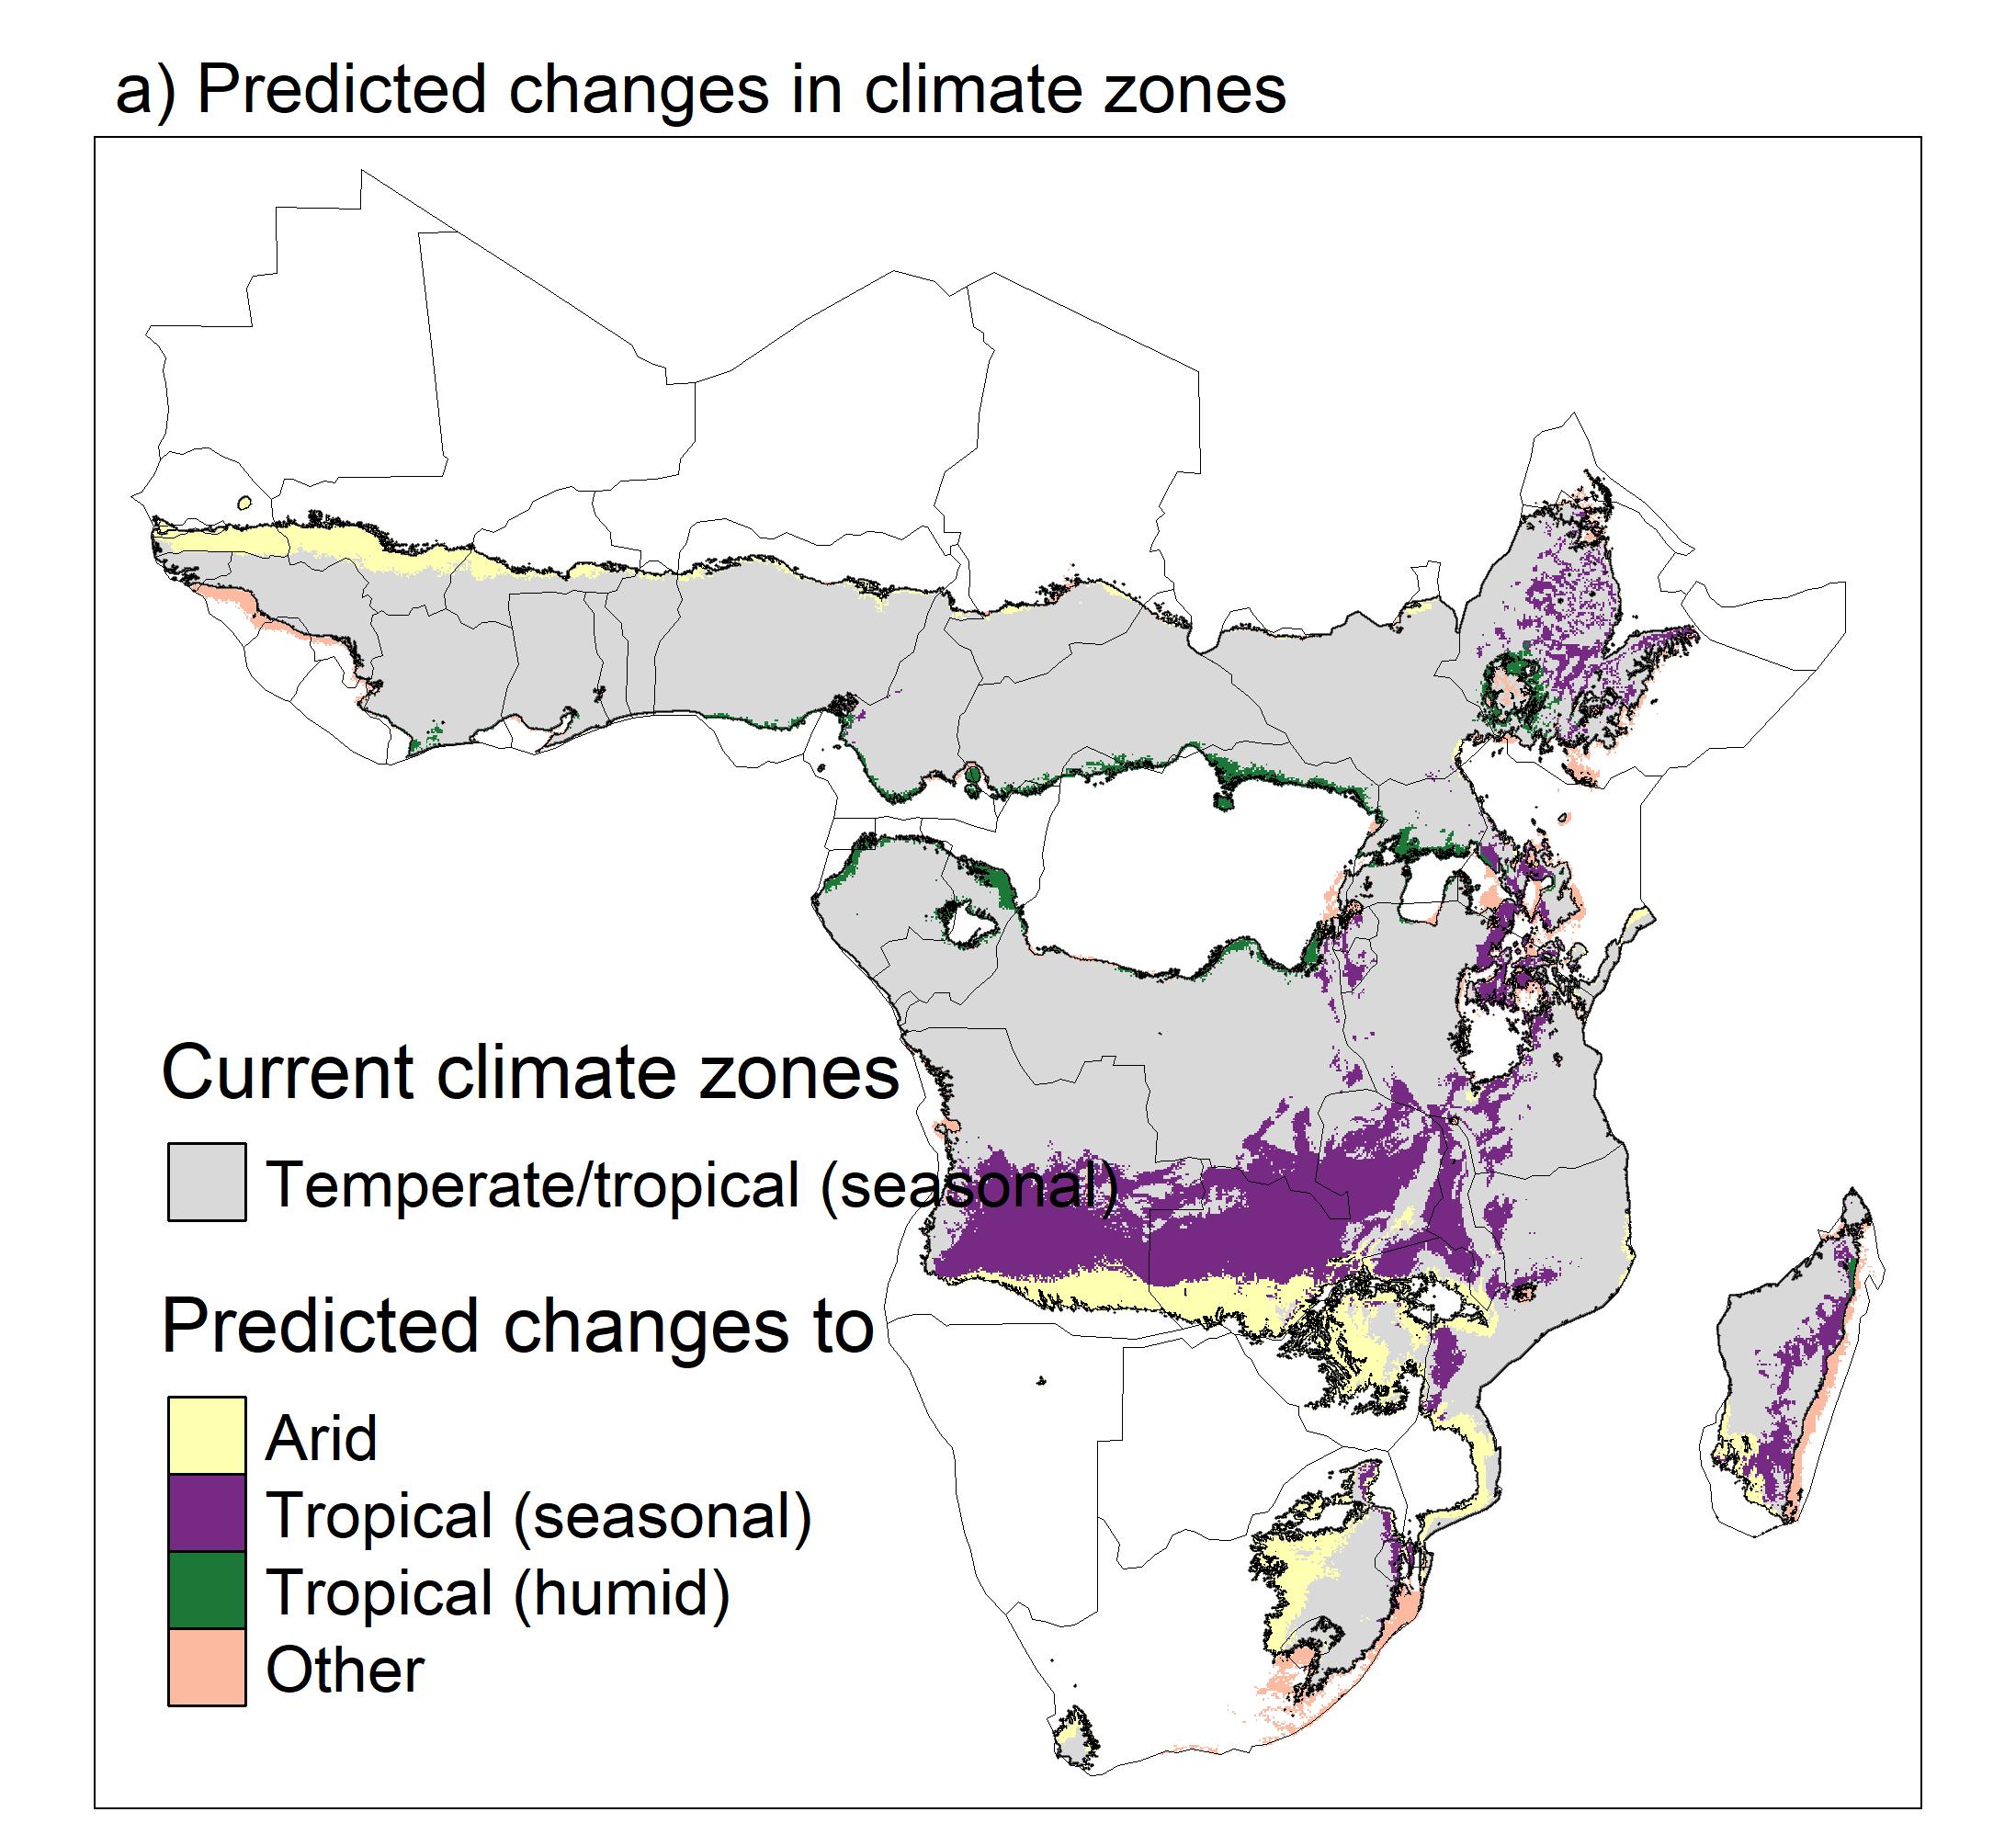 a) Predicted changes in climate zones
Current climate zones
Temperate/tropical (seasonal)
Predicted changes to
Arid
Tropical (seasonal)
Tropical (humid)
Other